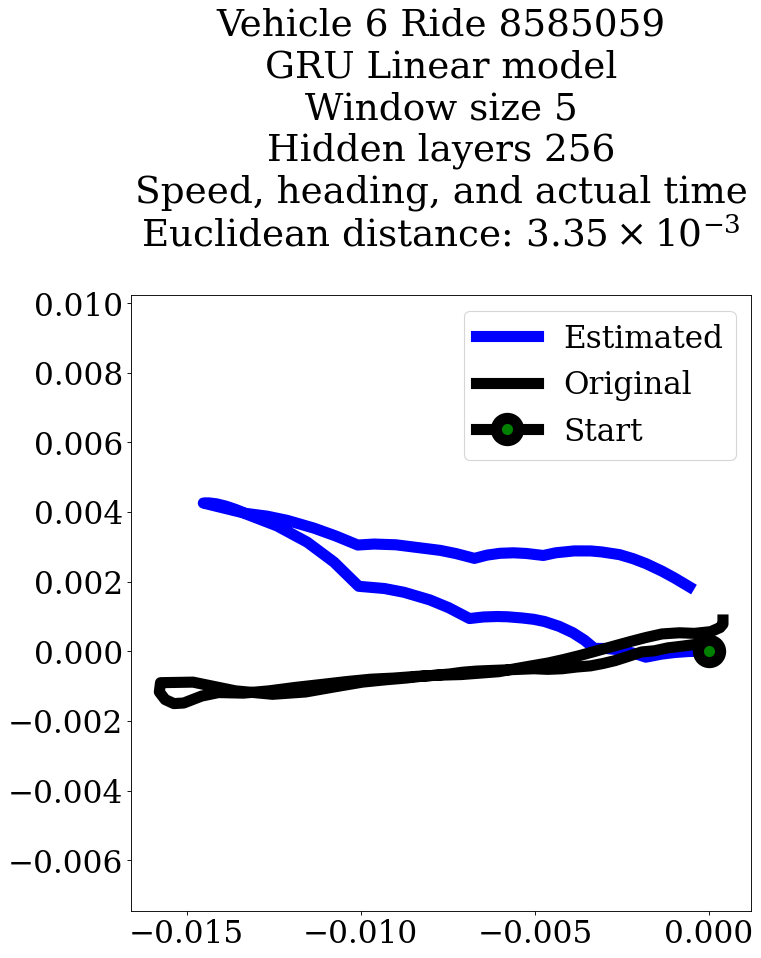 Vehicle 6 Ride 8585059
GRU Linear model
Window size 5
Hidden layers 256
Speed, heading, and actual time
Euclidean distance: 3.35 × 10⁻³
0.010
0.008
0.006
0.004
0.002
0.000
−0.002
−0.004
−0.006
Estimated
Original
Start
−0.015
−0.010
−0.005
0.000